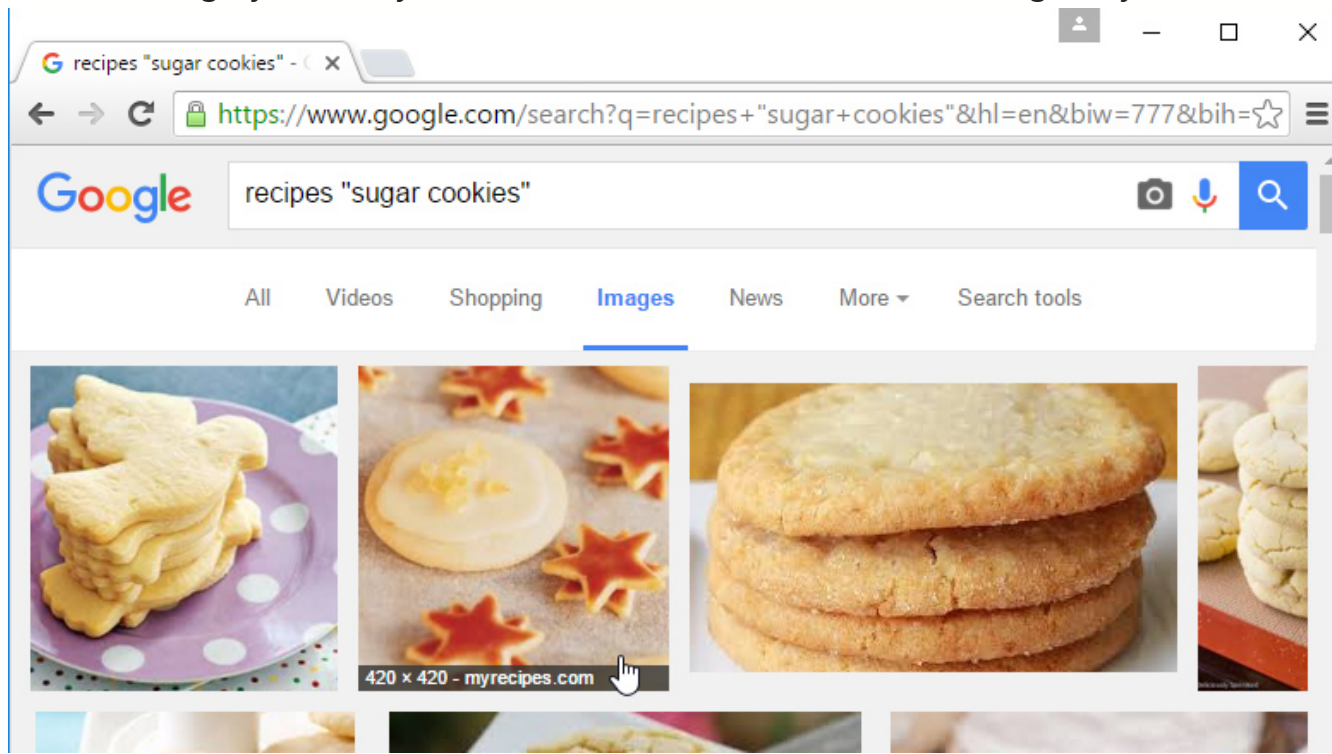 recipes "sugar cookies" -
https://www.google.com/search?q=recipes+"sugar+cookies"&hl=en&biw=777&bih=
Google
recipes "sugar cookies"
All Videos Shopping Images News More Search tools
420 × 420 - myrecipes.com